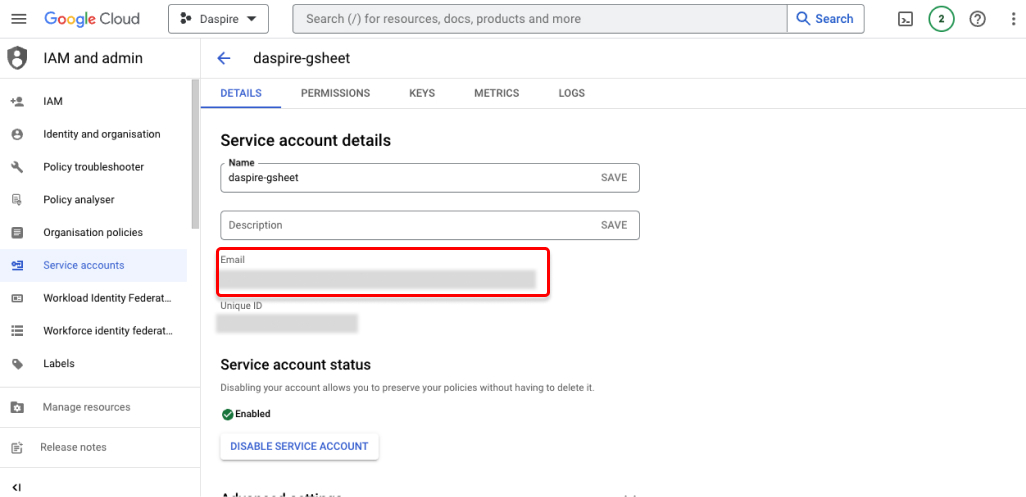 Google Cloud
Daspire
Search (/) for resources, docs, products and more
Search
2
IAM and admin
daspire-gsheet
DETAILS PERMISSIONS KEYS METRICS LOGS
IAM
Identity and organisation
Policy troubleshooter
Policy analyser
Organisation policies
Service accounts
Workload Identity Federat...
Workforce identity federat...
Labels
Manage resources
Release notes
Service account details
Name
daspire-gsheet SAVE
Description SAVE
Email
Unique ID
Service account status
Disabling your account allows you to preserve your policies without having to delete it.
Enabled
DISABLE SERVICE ACCOUNT
Advanced settings